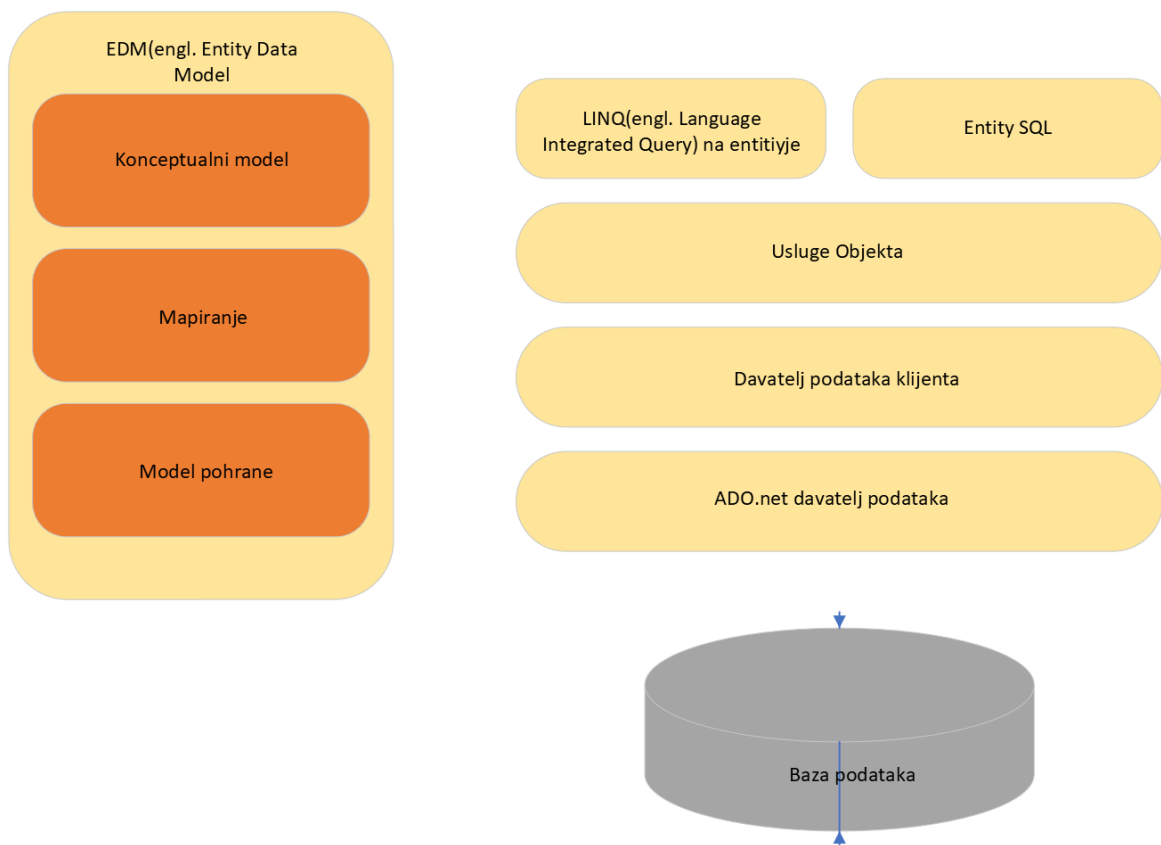 EDM(engl. Entity Data
Model
Konceptualni model
Mapiranje
Model pohrane
LINQ(engl. Language
Integrated Query) na entitiyje
Entity SQL
Usluge Objekta
Davatelj podataka klijenta
ADO.net davatelj podataka
Baza podataka